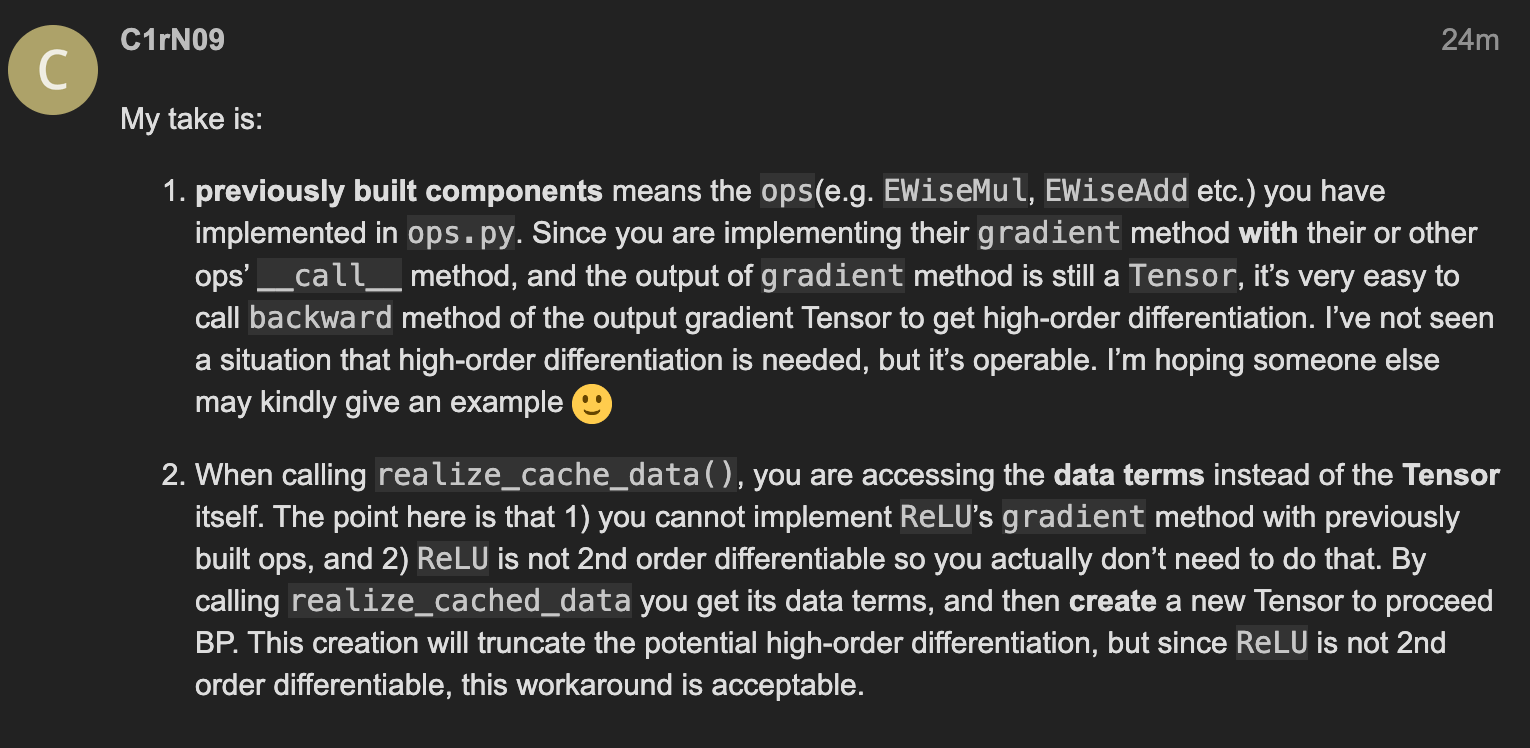 C
C1rN09
24m
My take is:
1. previously built components means the ops(e.g. EWiseMul, EWiseAdd etc.) you have
implemented in ops.py. Since you are implementing their gradient method with their or other
ops’ __call__ method, and the output of gradient method is still a Tensor, it’s very easy to
call backward method of the output gradient Tensor to get high-order differentiation. I’ve not seen
a situation that high-order differentiation is needed, but it’s operable. I’m hoping someone else
may kindly give an example 🙂
2. When calling realize_cache_data(), you are accessing the data terms instead of the Tensor
itself. The point here is that 1) you cannot implement ReLU’s gradient method with previously
built ops, and 2) ReLU is not 2nd order differentiable so you actually don’t need to do that. By
calling realize_cached_data you get its data terms, and then create a new Tensor to proceed
BP. This creation will truncate the potential high-order differentiation, but since ReLU is not 2nd
order differentiable, this workaround is acceptable.